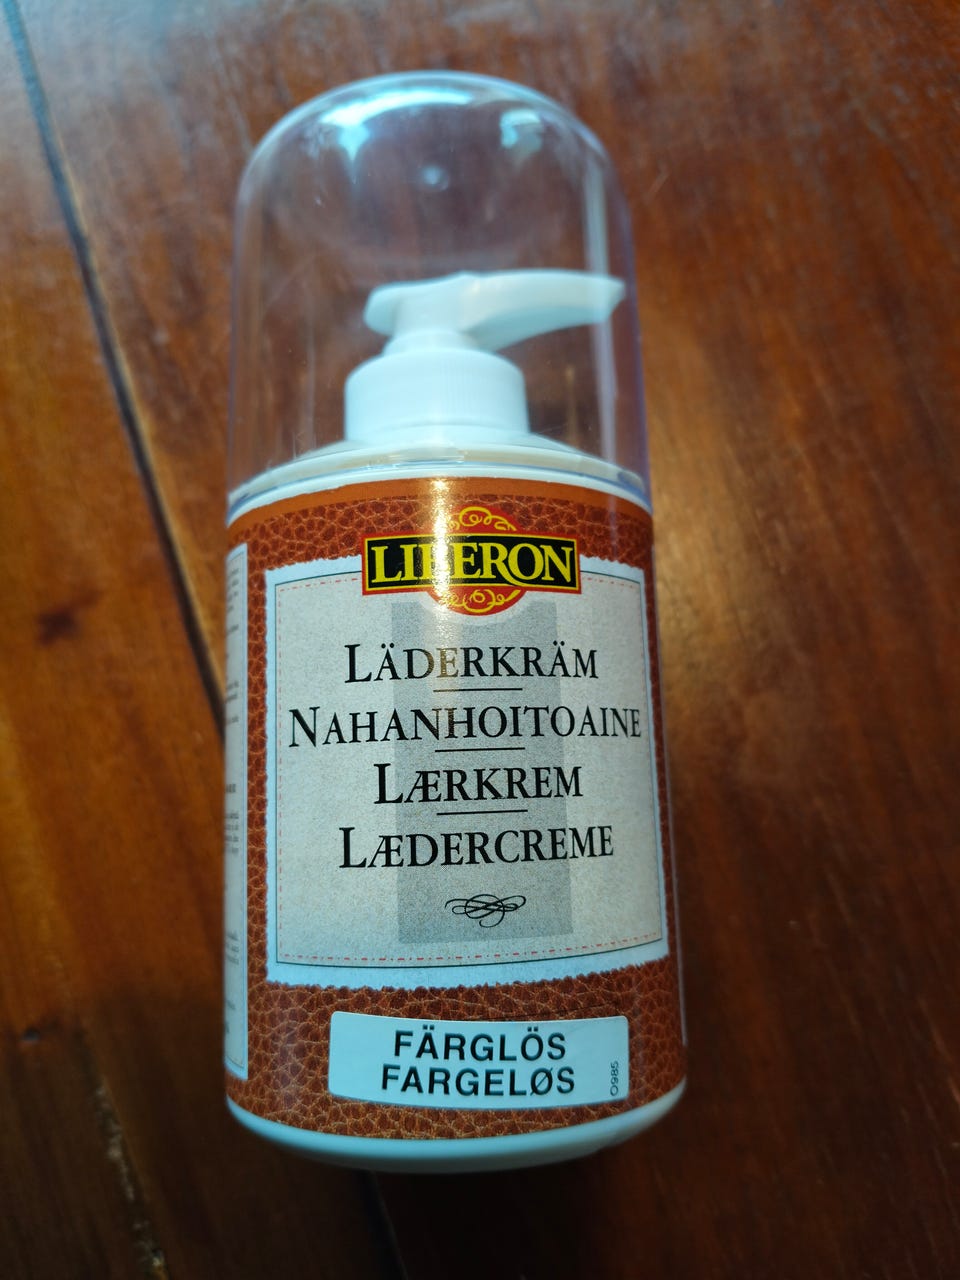 LIBERON
LÄDERKRÄM
NAHANHOITOAINE
LÆRKREM
LÆDERCREME
FÄRGLÖS
FARGELØS
O985